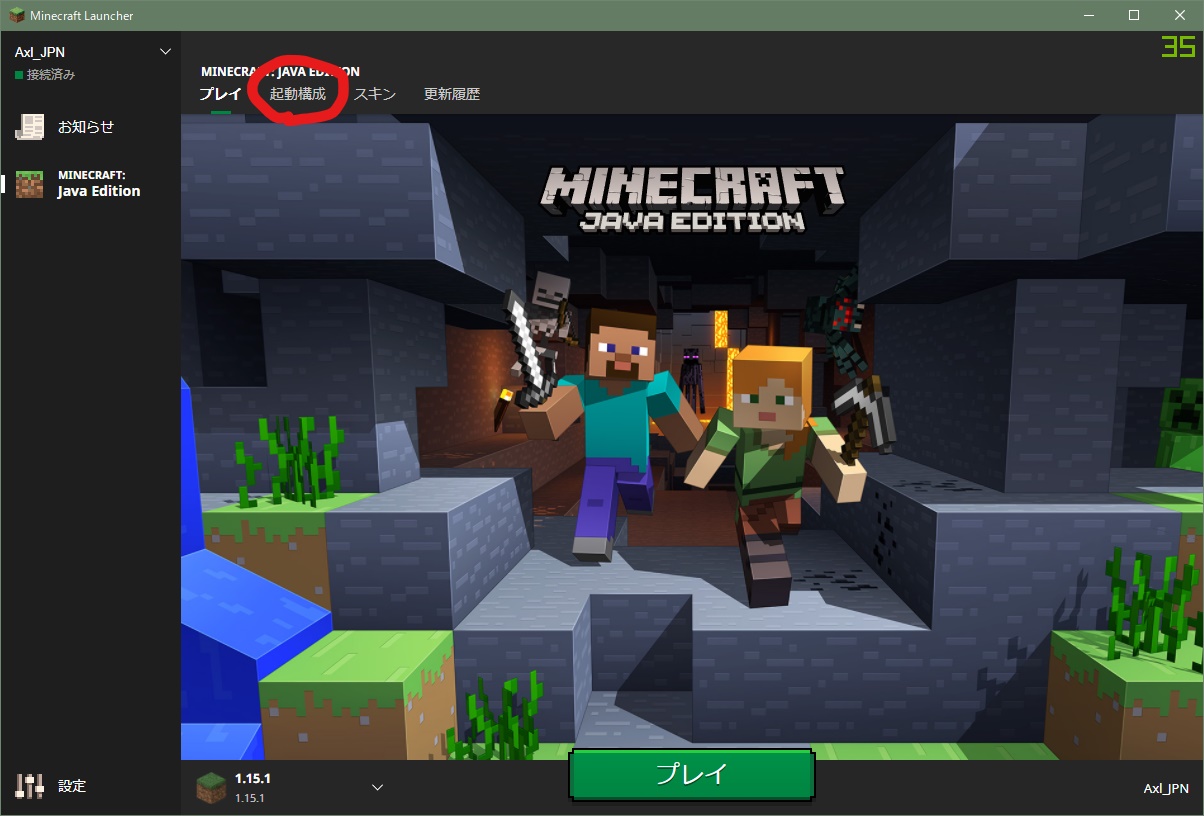 Minecraft Launcher
Axl_JPN
接続済み
35
MINECRAFT: JAVA EDITION
プレイ 起動構成 スキン 更新履歴
お知らせ
MINECRAFT:
Java Edition
MINECRAFT
JAVA EDITION
設定
1.15.1
1.15.1
プレイ
Axl_JPN